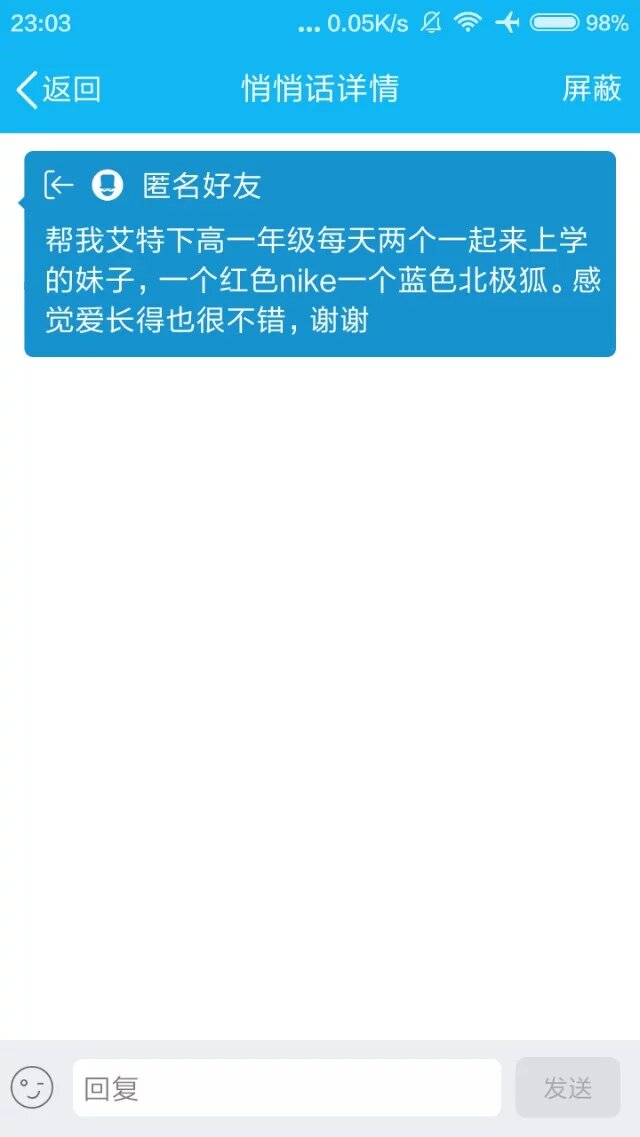 23:03 ... 0.05K/s 98%
返回 悄悄话详情 屏蔽
匿名好友
帮我艾特下高一年级每天两个一起来上学
的妹子，一个红色nike一个蓝色北极狐。感
觉爱长得也很不错，谢谢
回复 发送